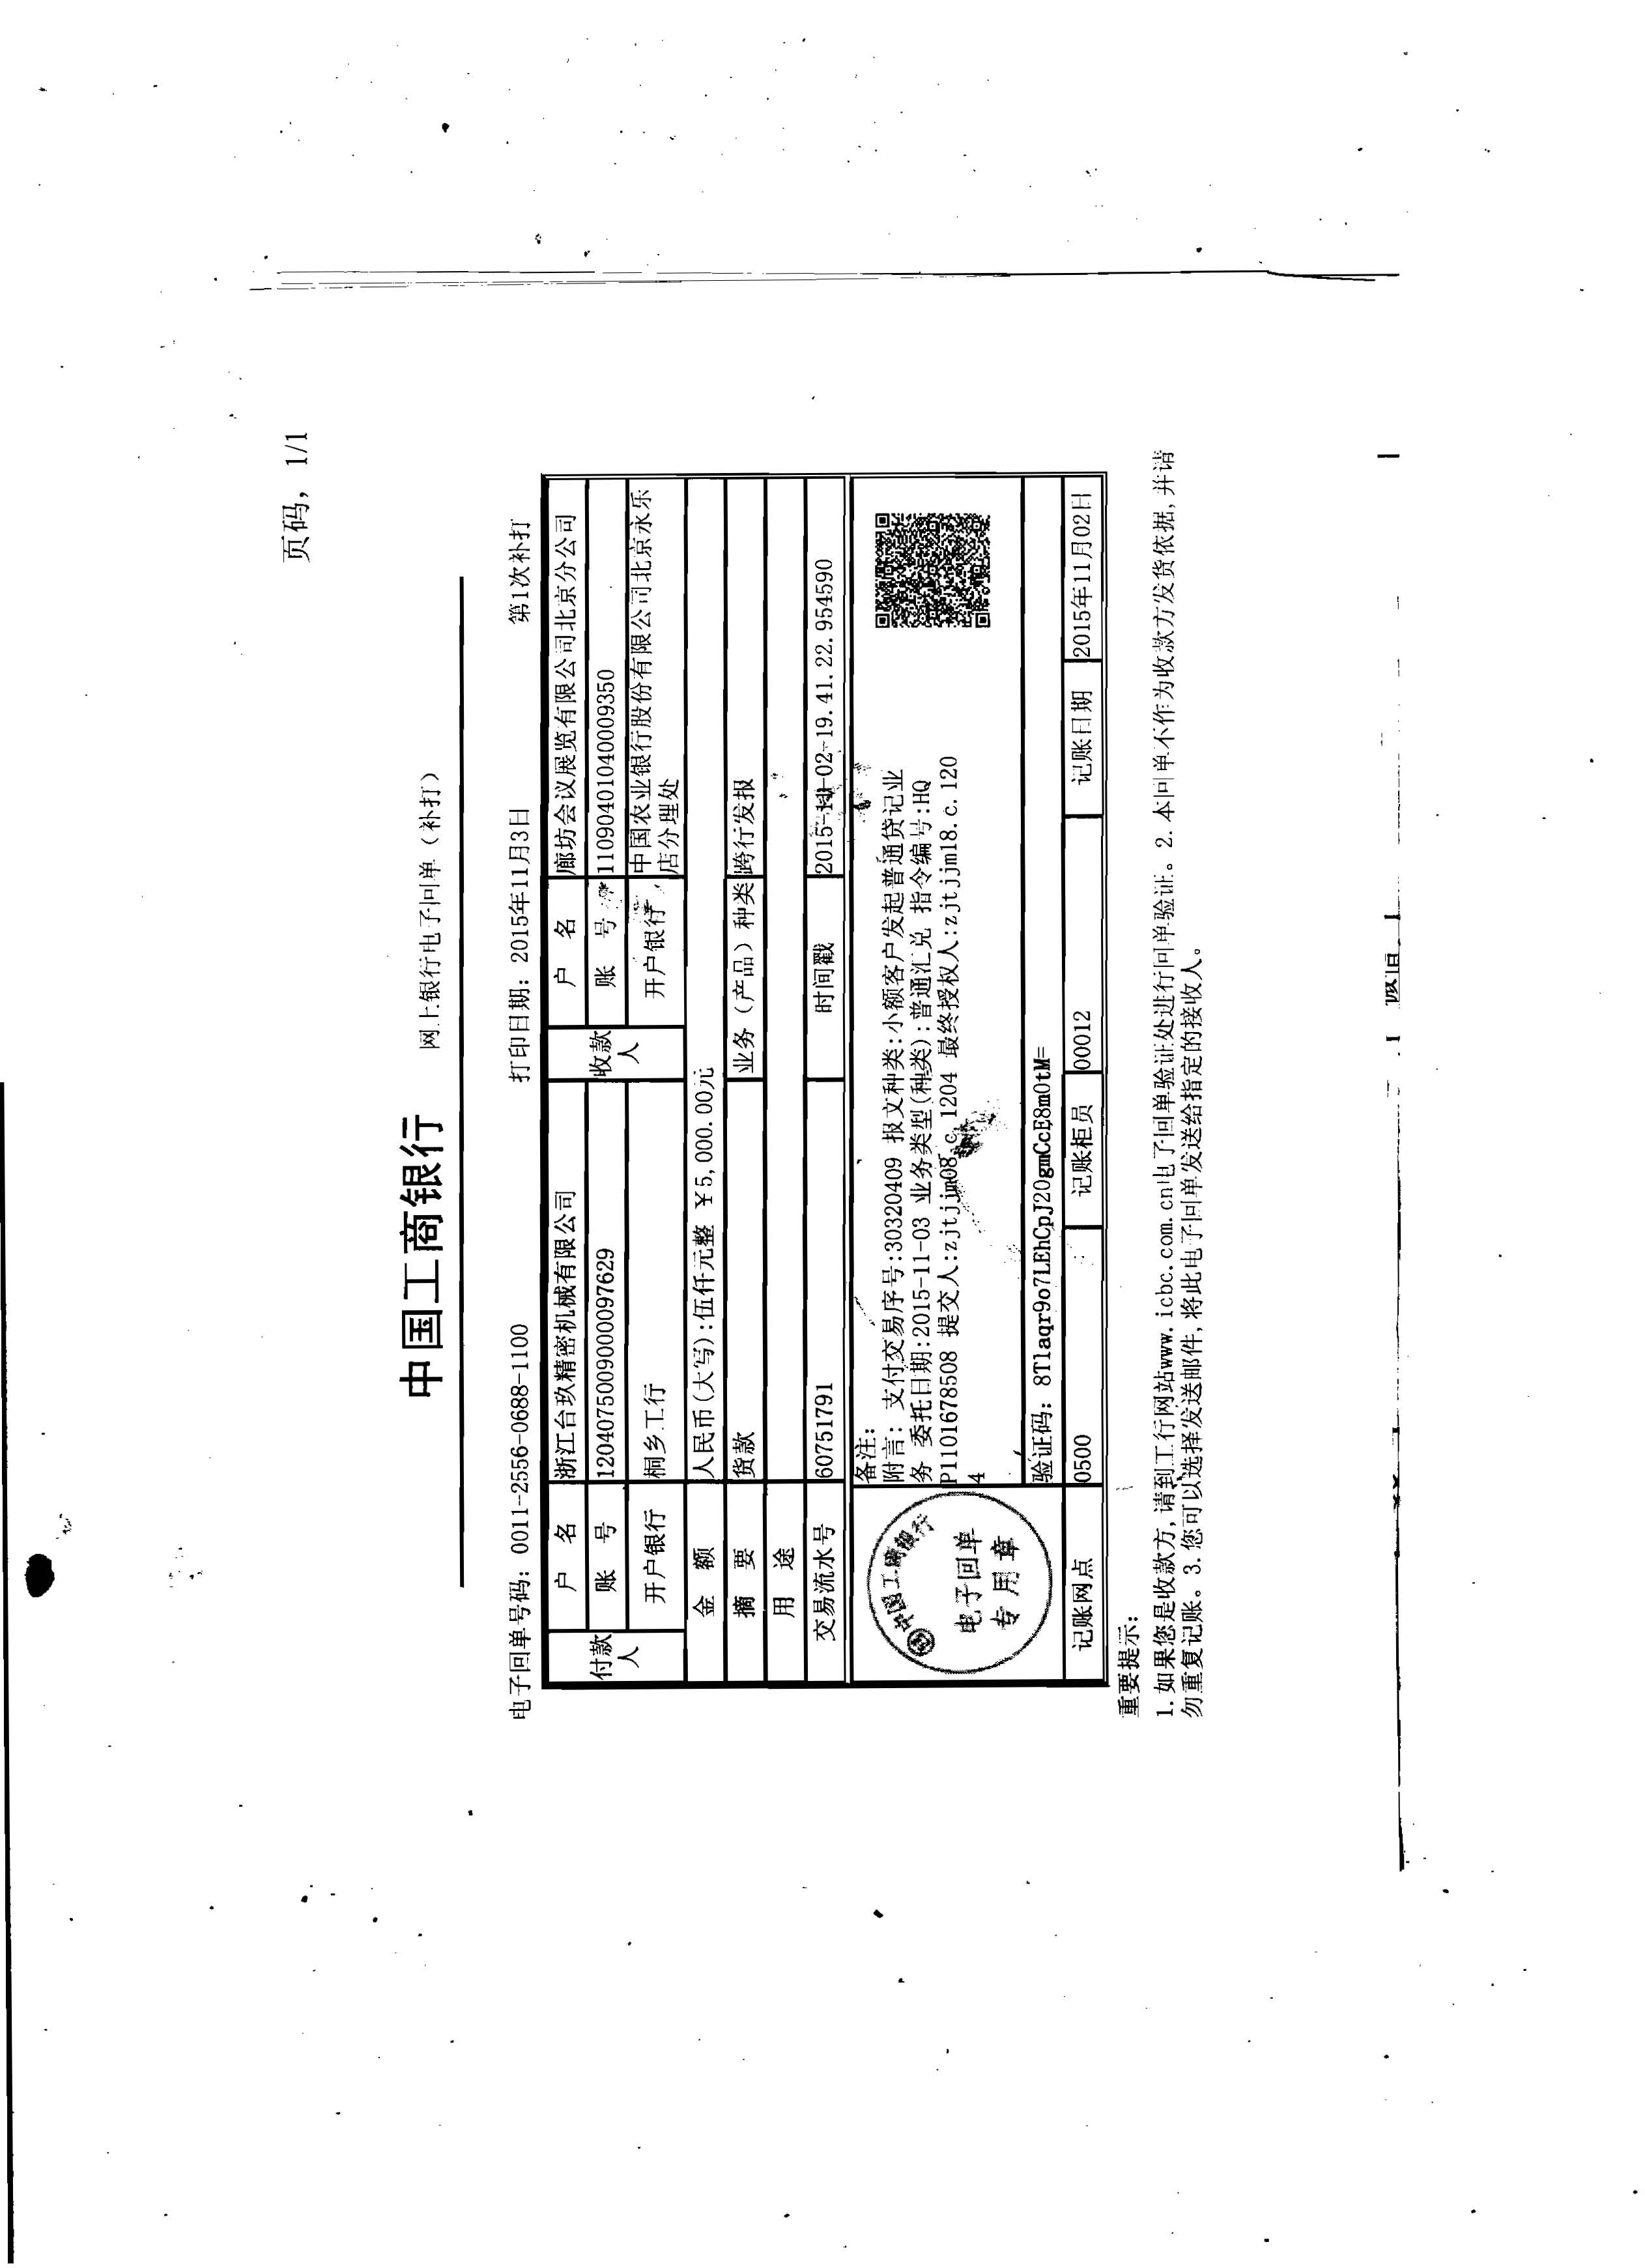 页码，1/1
中国工商银行
网上银行电子回单（补打）
电子回单号码：0011-2556-0688-1100 打印日期：2015年11月3日 第1次补打
付款人 户名 浙江台玖精密机械有限公司 收款人 户名 廊坊会议展览有限公司北京分公司
账号 1204075009000097629 账号 11090401040009350
开户银行 桐乡工行 开户银行 中国农业银行股份有限公司北京永乐
店分理处
金额 人民币(大写):伍仟元整 ￥5,000.00元
摘要 货款 业务（产品）种类 跨行发报
用途
交易流水号 60751791 时间戳 2015-11-02-19.41.22.954590
中国工商银行
电子回单
专用章
备注：
附言： 支付交易序号:30320409 报文种类:小额客户发起普通贷记业
务 委托日期:2015-11-03 业务类型(种类):普通汇兑 指令编号:HQ
P1101678508 提交人:zjtjjm08.c.1204 最终授权人:zjtjjm18.c.120
4
验证码：8T1aqr9o7LEhCpJ20gmCcE8m0tM=
记账网点 0500 记账柜员 00012 记账日期 2015年11月02日
重要提示：
1.如果您是收款方,请到工行网站www.icbc.com.cn电子回单验证处进行回单验证。2.本回单不作为收款方发货依据,并请
勿重复记账。3.您可以选择发送邮件,将此电子回单发送给指定的接收人。